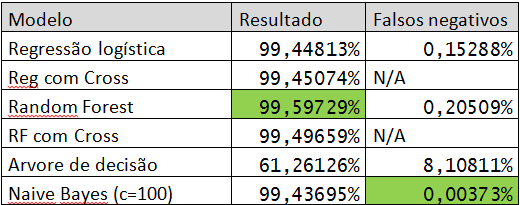 Modelo Resultado Falsos negativos
Regressão logística 99,44813% 0,15288%
Reg com Cross 99,45074% N/A
Random Forest 99,59729% 0,20509%
RF com Cross 99,49659% N/A
Arvore de decisão 61,26126% 8,10811%
Naive Bayes (c=100) 99,43695% 0,00373%